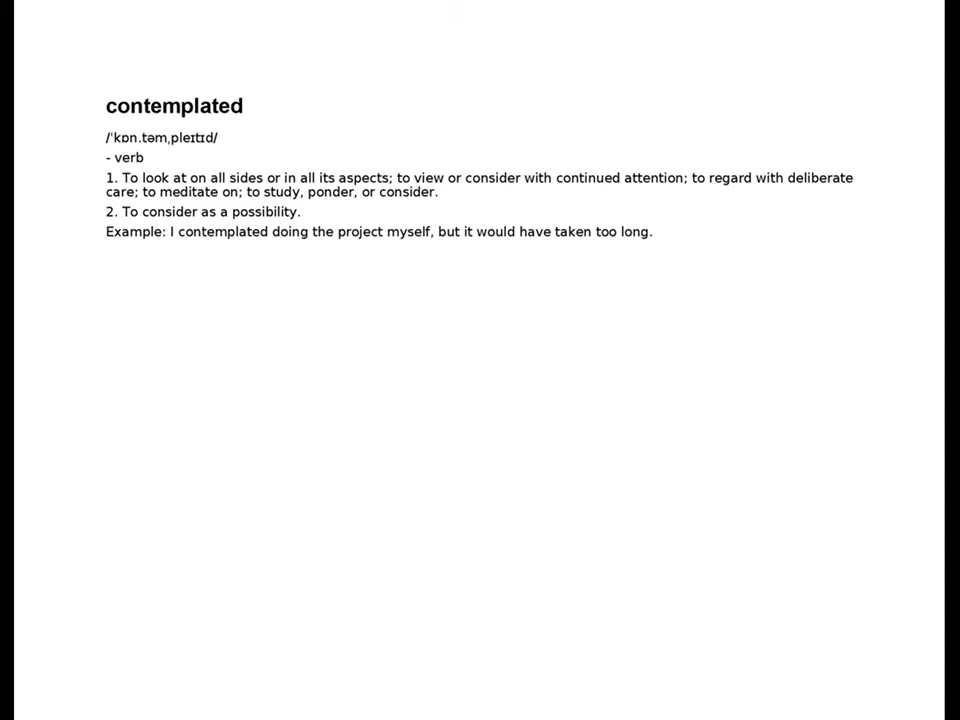 contemplated
/ˈkɒn.təmˌpleɪtɪd/
- verb
1. To look at on all sides or in all its aspects; to view or consider with continued attention; to regard with deliberate
care; to meditate on; to study, ponder, or consider.
2. To consider as a possibility.
Example: I contemplated doing the project myself, but it would have taken too long.